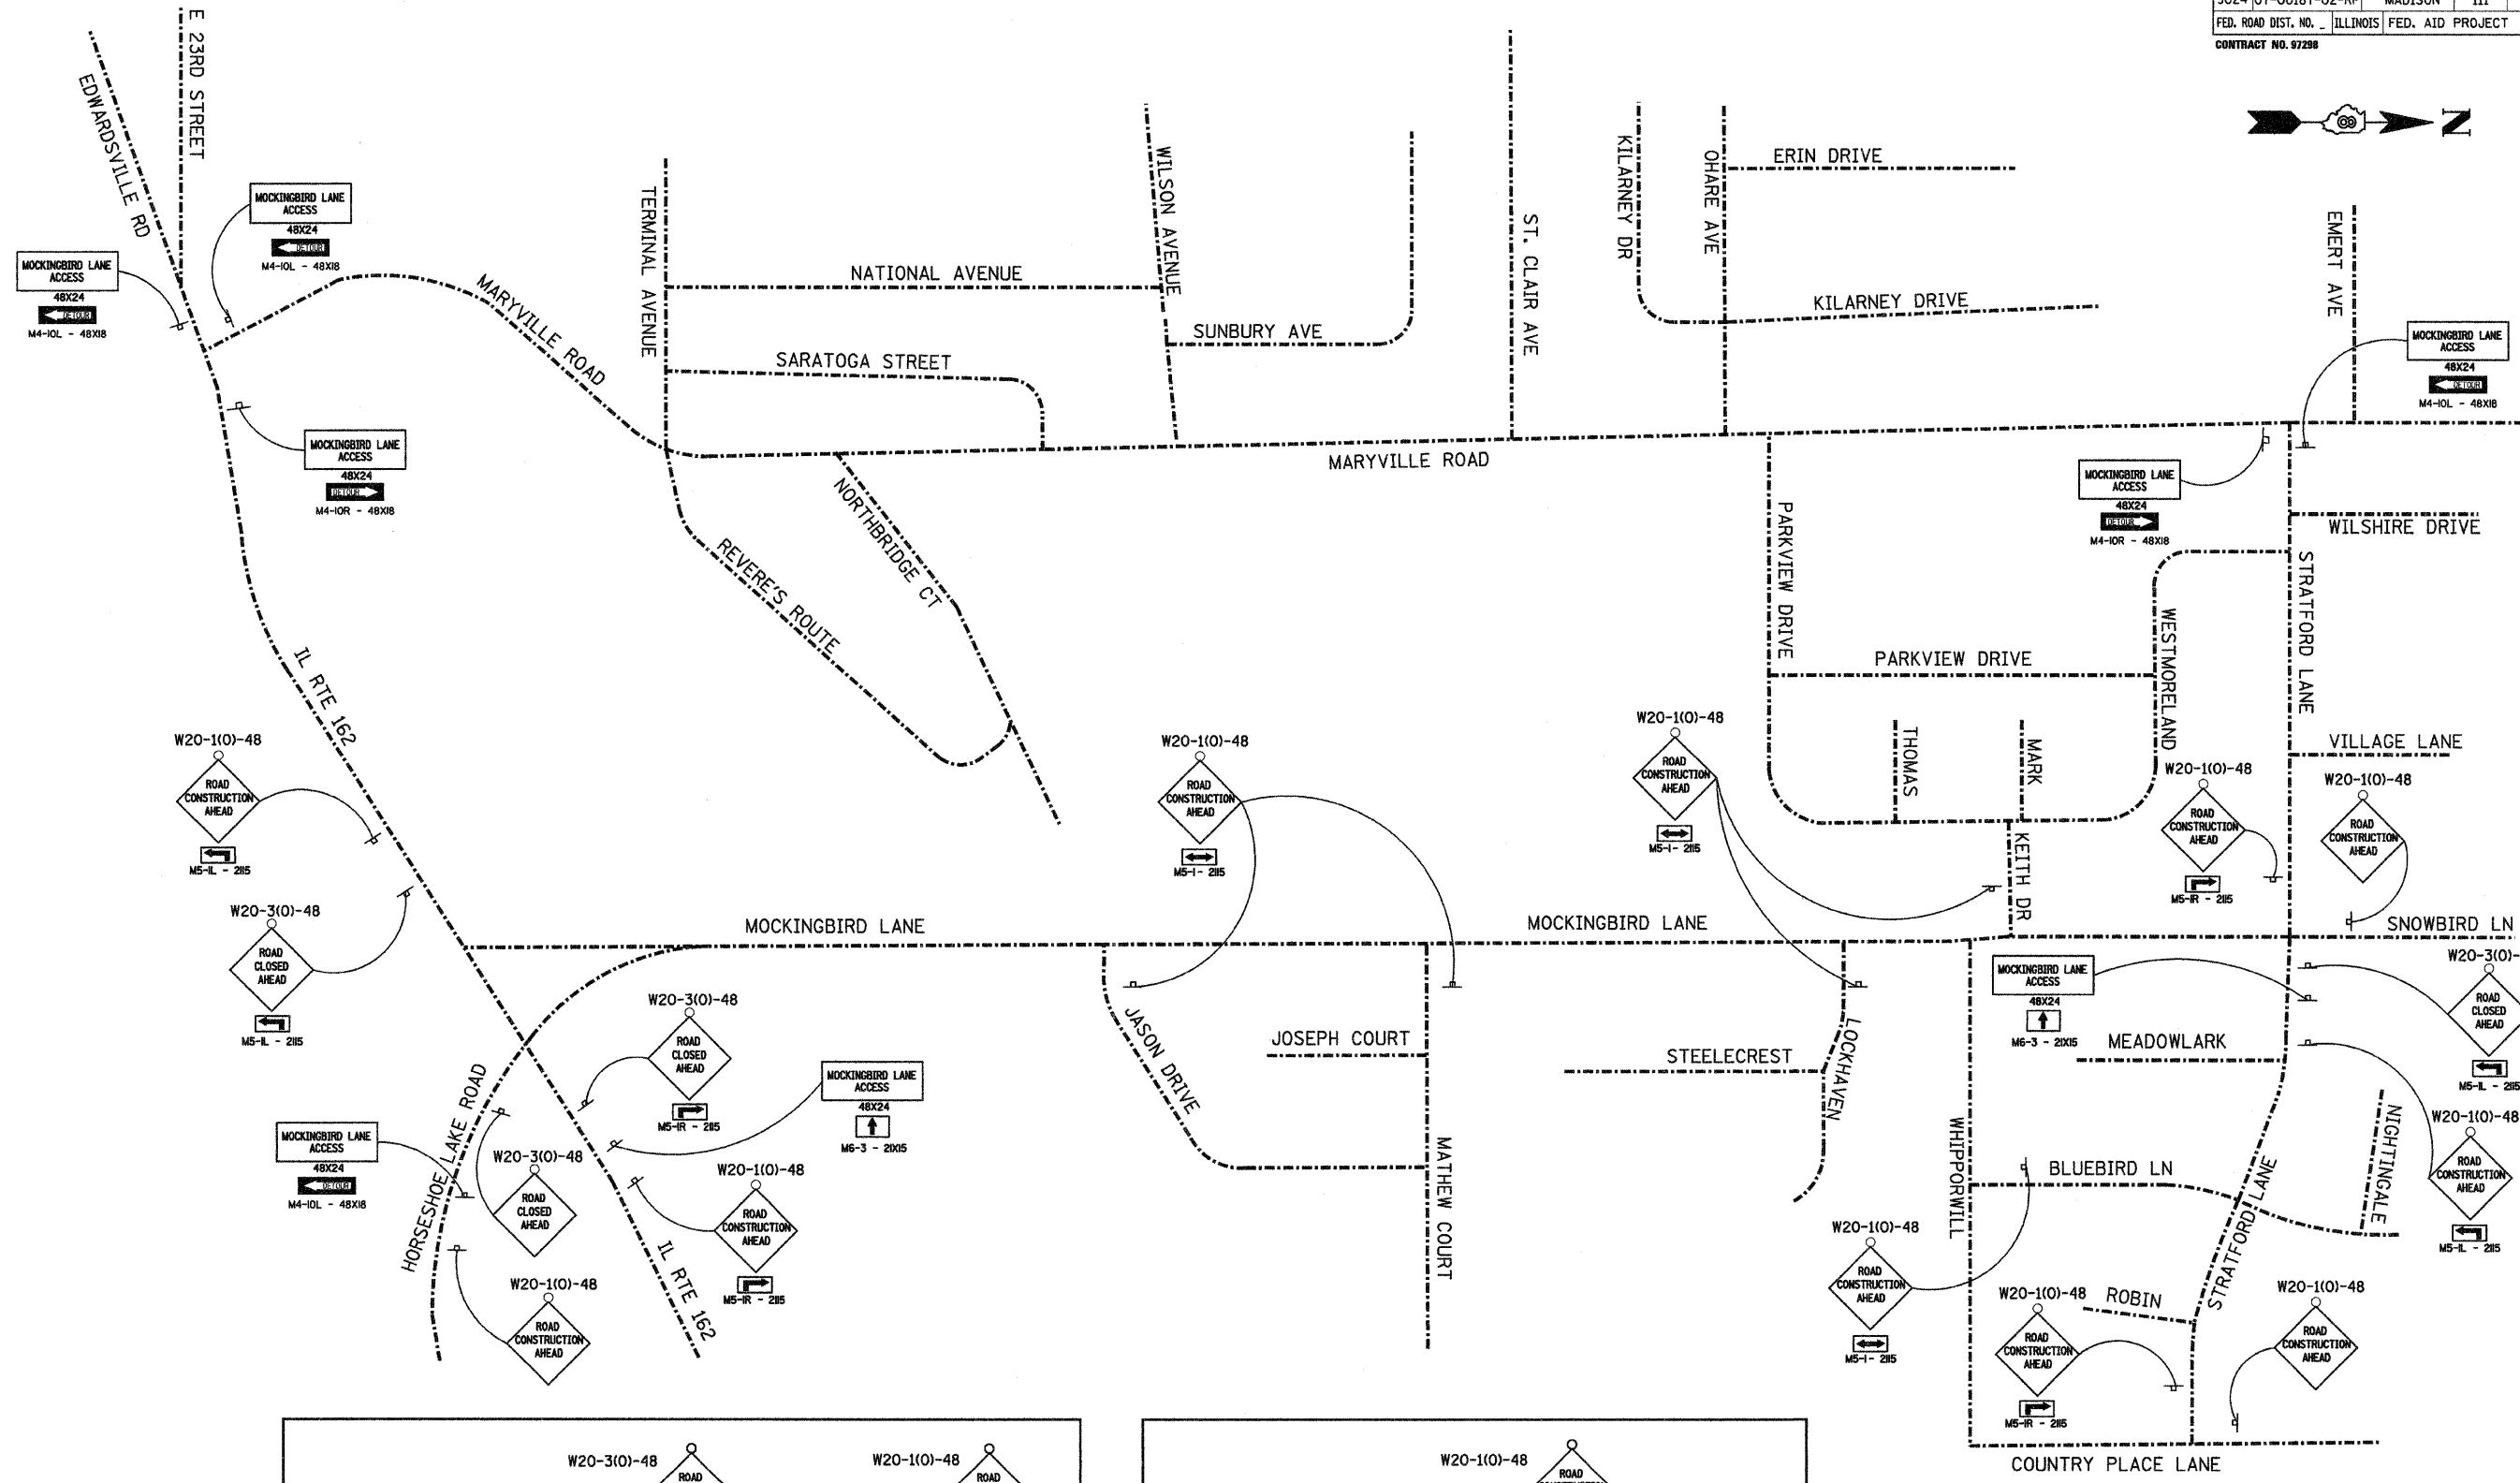 MADISON
FED. ROAD DIST. NO. _ ILLINOIS FED. AID PROJECT
CONTRACT NO. 97298
N
E 23RD STREET
EDWARDSVILLE RD
MOCKINGBIRD LANE
ACCESS
48X24
DETOUR
M4-10L - 48X18
MOCKINGBIRD LANE
ACCESS
48X24
DETOUR
M4-10L - 48X18
MOCKINGBIRD LANE
ACCESS
48X24
DETOUR
M4-10R - 48X18
MARYVILLE ROAD
TERMINAL AVENUE
NATIONAL AVENUE
SARATOGA STREET
WILSON AVENUE
SUNBURY AVE
ST. CLAIR AVE
KILARNEY DR
OHARE AVE
ERIN DRIVE
KILARNEY DRIVE
EMERT AVE
MOCKINGBIRD LANE
ACCESS
48X24
DETOUR
M4-10L - 48X18
MARYVILLE ROAD
MOCKINGBIRD LANE
ACCESS
48X24
DETOUR
M4-10R - 48X18
NORTHBRIDGE CT
REVERE'S ROUTE
PARKVIEW DRIVE
PARKVIEW DRIVE
WESTMORELAND
STRATFORD LANE
WILSHIRE DRIVE
VILLAGE LANE
THOMAS
MARK
KEITH DR
IL RTE 162
W20-1(O)-48
ROAD
CONSTRUCTION
AHEAD
M5-1L - 2115
W20-3(O)-48
ROAD
CLOSED
AHEAD
M5-1L - 2115
W20-1(O)-48
ROAD
CONSTRUCTION
AHEAD
M5-1- 2115
W20-1(O)-48
ROAD
CONSTRUCTION
AHEAD
M5-1- 2115
W20-1(O)-48
ROAD
CONSTRUCTION
AHEAD
M5-1R - 2115
W20-1(O)-48
ROAD
CONSTRUCTION
AHEAD
MOCKINGBIRD LANE
MOCKINGBIRD LANE
SNOWBIRD LN
W20-3(O)-
ROAD
CLOSED
AHEAD
M5-1L - 2115
MOCKINGBIRD LANE
ACCESS
48X24
M6-3 - 21X15
MEADOWLARK
NIGHTINGALE
W20-1(O)-48
ROAD
CONSTRUCTION
AHEAD
M5-1L - 2115
HORSESHOE LAKE ROAD
W20-3(O)-48
ROAD
CLOSED
AHEAD
M5-1R - 2115
MOCKINGBIRD LANE
ACCESS
48X24
M6-3 - 21X15
MOCKINGBIRD LANE
ACCESS
48X24
DETOUR
M4-10L - 48X18
W20-3(O)-48
ROAD
CLOSED
AHEAD
W20-1(O)-48
ROAD
CONSTRUCTION
AHEAD
M5-1R - 2115
W20-1(O)-48
ROAD
CONSTRUCTION
AHEAD
IL RTE 162
JASON DRIVE
JOSEPH COURT
MATHEW COURT
STEELECREST
LOCKHAVEN
WHIPPORWILL
BLUEBIRD LN
STRATFORD LANE
W20-1(O)-48
ROAD
CONSTRUCTION
AHEAD
M5-1- 2115
ROBIN
W20-1(O)-48
ROAD
CONSTRUCTION
AHEAD
M5-1R - 2115
W20-1(O)-48
ROAD
CONSTRUCTION
AHEAD
COUNTRY PLACE LANE
W20-3(O)-48
ROAD
W20-1(O)-48
ROAD
W20-1(O)-48
ROAD